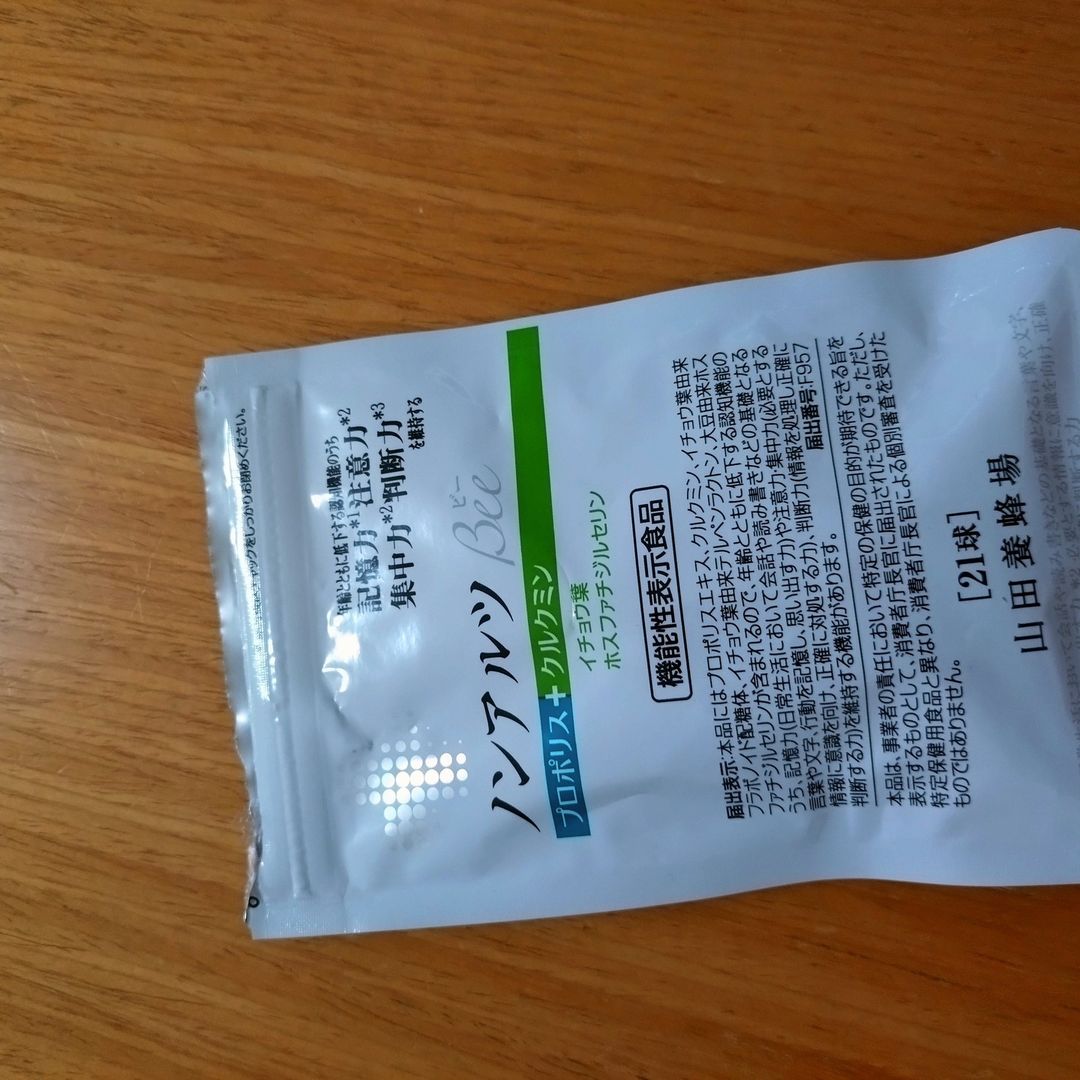 チャックをしっかりお閉めください。
年齢とともに低下する認知機能のうち
記憶力*1 注意力*2
集中力*2 判断力*3
を維持する
ビー
ノンアルツ Bee
プロポリス+クルクミン
イチョウ葉
ホスファチジルセリン
機能性表示食品
届出表示:本品にはプロポリスエキス、クルクミン、イチョウ葉由来
フラボノイド配糖体、イチョウ葉由来テルペンラクトン、大豆由来ホス
ファチジルセリンが含まれるので、年齢とともに低下する認知機能の
うち、記憶力(日常生活において会話や読み書きなどの基礎となる
言葉や文字、行動を記憶し、思い出す力)や注意力・集中力(必要とする
情報に意識を向け、正確に対処する力)、判断力(情報を処理し正確に
判断する力)を維持する機能があります。 届出番号:F957
本品は、事業者の責任において特定の保健の目的が期待できる旨を
表示するものとして、消費者庁長官に届出されたものです。ただし、
特定保健用食品と異なり、消費者庁長官による個別審査を受けた
ものではありません。
[21球]
山田養蜂場